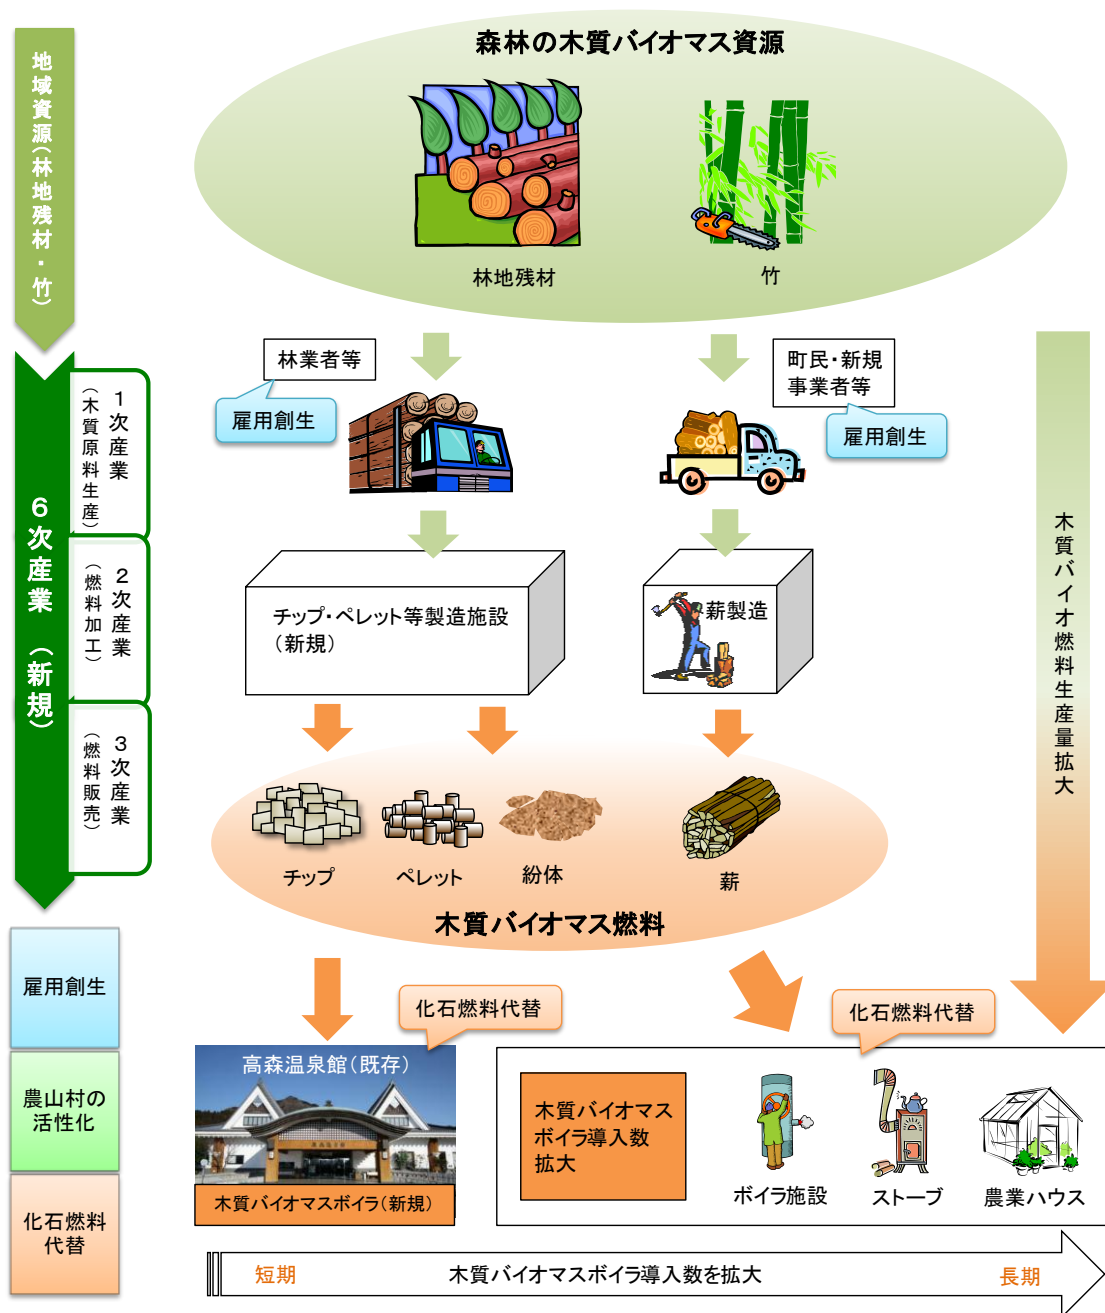 森林の木質バイオマス資源
地域資源（林地残材・竹）
林地残材
竹
林業者等
雇用創生
町民・新規
事業者等
雇用創生
6次産業（新規）
1次産業
（木質原料生産）
2次産業
（燃料加工）
3次産業
（燃料販売）
チップ・ペレット等製造施設
（新規）
薪製造
木質バイオ燃料生産量拡大
チップ
ペレット
紛体
薪
木質バイオマス燃料
雇用創生
農山村の
活性化
化石燃料
代替
化石燃料代替
化石燃料代替
高森温泉館（既存）
木質バイオマスボイラ（新規）
木質バイオマス
ボイラ導入数
拡大
ボイラ施設
ストーブ
農業ハウス
短期
木質バイオマスボイラ導入数を拡大
長期